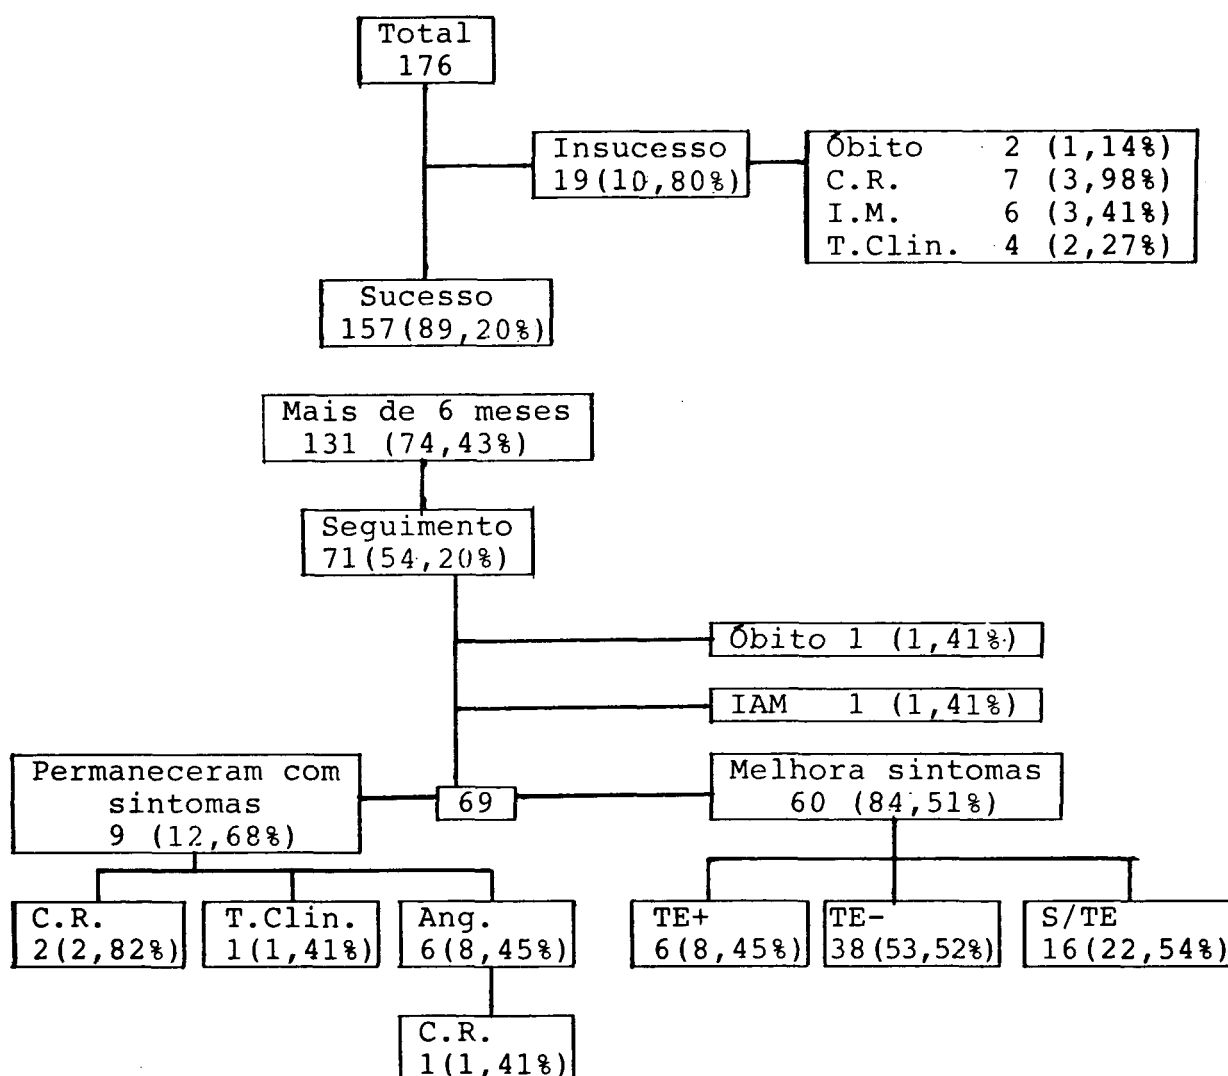 Total
176
Insucesso
19(10,80%)
Óbito 2 (1,14%)
C.R. 7 (3,98%)
I.M. 6 (3,41%)
T.Clin. 4 (2,27%)
Sucesso
157(89,20%)
Mais de 6 meses
131 (74,43%)
Seguimento
71(54,20%)
Óbito 1 (1,41%)
IAM 1 (1,41%)
Permaneceram com
sintomas
9 (12,68%)
69
Melhora sintomas
60 (84,51%)
C.R.
2(2,82%)
T.Clin.
1(1,41%)
Ang.
6(8,45%)
TE+
6(8,45%)
TE-
38(53,52%)
S/TE
16(22,54%)
C.R.
1(1,41%)